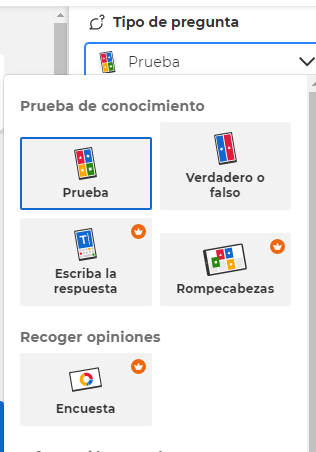 Tipo de pregunta
Prueba
Prueba de conocimiento
Prueba
Verdadero o
falso
Escriba la
respuesta
Rompecabezas
Recoger opiniones
Encuesta